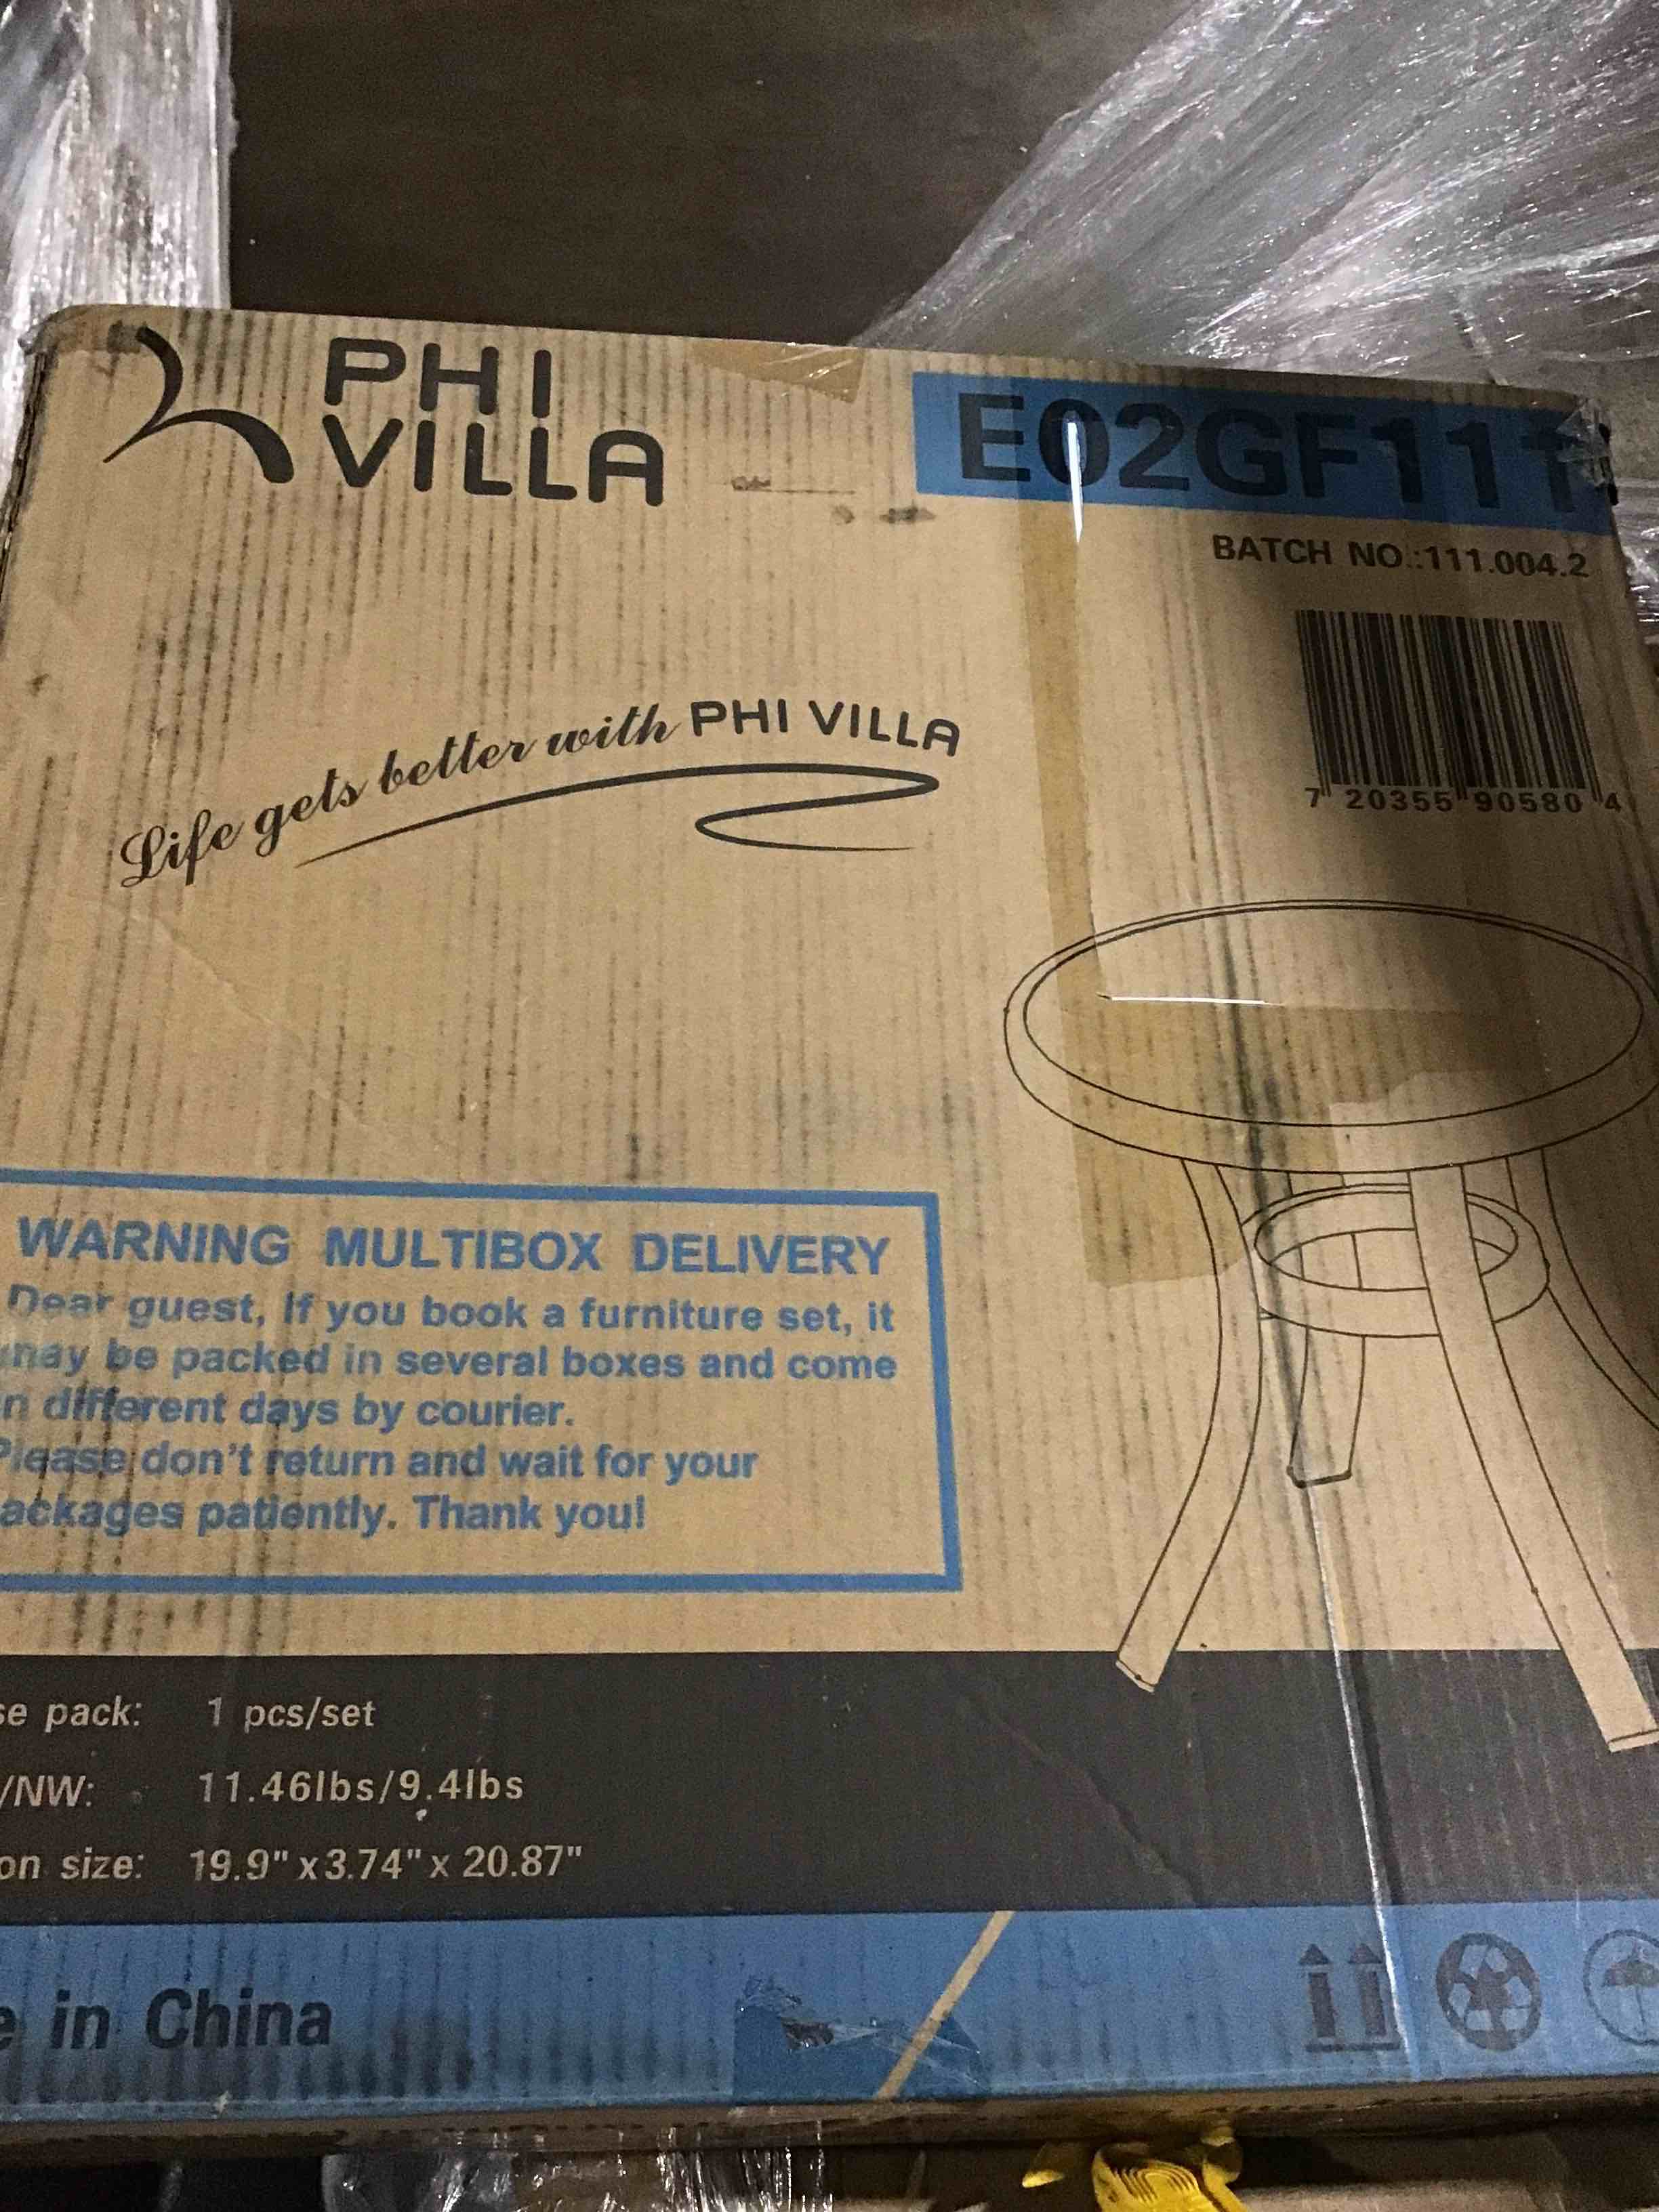 PHI
VILLA
E02GF111
BATCH NO.:111.004.2
7 20355 90580 4
Life gets better with PHI VILLA
WARNING MULTIBOX DELIVERY
Dear guest, If you book a furniture set, it
may be packed in several boxes and come
n different days by courier.
Please don't return and wait for your
ackages patiently. Thank you!
se pack: 1 pcs/set
/NW: 11.46lbs/9.4lbs
on size: 19.9" x 3.74" x 20.87"
e in China